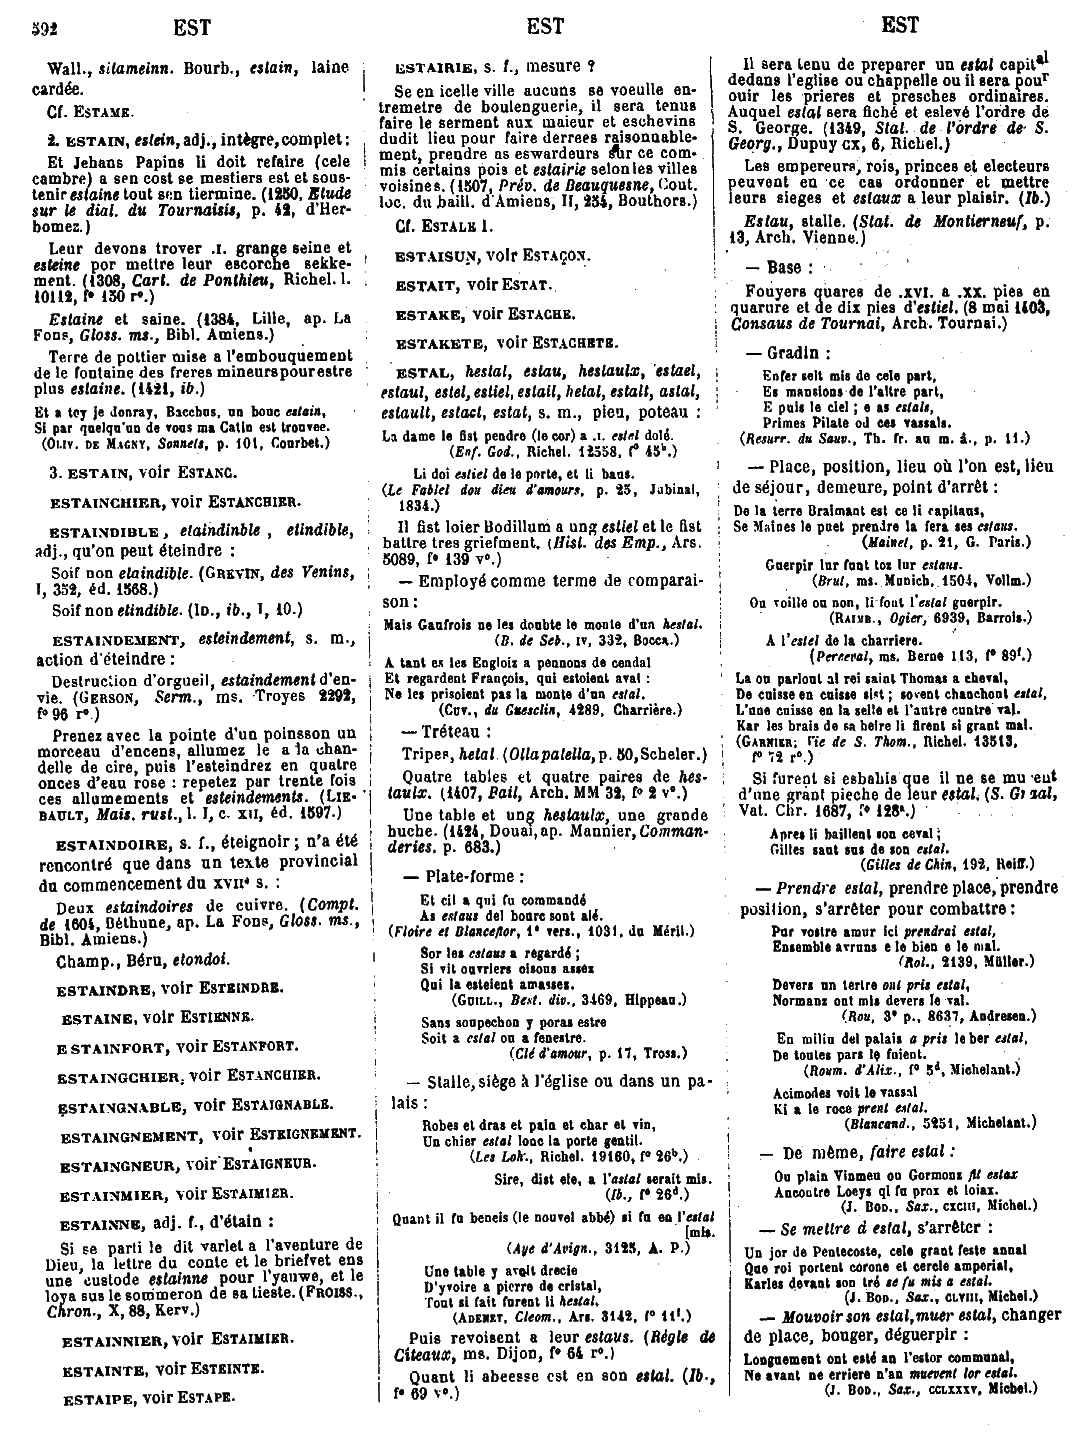 592 EST EST EST
Wall., sitameinn. Bourb., estain, laine
cardée.
Cf. ESTAME.
2. ESTAIN, estein, adj., intègre, complet :
Et Jehans Papins li doit refaire (cele
cambre) a sen cost se mestiers est et sous-
tenir estaine tout sen tiermine. (1250, Etude
sur le dial. du Tournaisis, p. 42, d'Her-
bomez.)
Leur devons trover .I. grange seine et
esteine por mettre leur escorche sekke-
ment. (1308, Cart. de Ponthieu, Richel. l.
10112, f° 130 r°.)
Estaine et saine. (1384, Lille, ap. La
Fons, Gloss. ms., Bibl. Amiens.)
Terre de pottier mise a l'embouquement
de le fontaine des freres mineurs pour estre
plus estaine. (1421, ib.)
Et a toy je donray, Bacchus, un bouc estain,
Si par quelqu'un de vous ma Catin est trouvee.
(OLIV. DE MAGNY, Sonnets, p. 101, Courbet.)
3. ESTAIN, voir ESTANC.
ESTAINCHIER, voir ESTANCHIER.
ESTAINDIBLE, etaindinble, etindible,
adj., qu'on peut éteindre :
Soif non etaindible. (GREVIN, des Venins,
I, 352, éd. 1568.)
Soif non etindible. (ID., ib., I, 10.)
ESTAINDEMENT, esteindement, s. m.,
action d'éteindre :
Destruction d'orgueil, estaindement d'en-
vie. (GERSON, Serm., ms. Troyes 2292,
f° 96 r°.)
Prenez avec la pointe d'un poinsson un
morceau d'encens, allumez le a la chan-
delle de cire, puis l'esteindrez en quatre
onces d'eau rose : repetez par trente fois
ces allumements et esteindements. (LIE-
BAULT, Mais. rust., l. I, c. XII, éd. 1597.)
ESTAINDOIRE, s. f., éteignoir ; n'a été
rencontré que dans un texte provincial
du commencement du XVIIe s. :
Deux estaindoires de cuivre. (Compt.
de 1604, Béthune, ap. La Fons, Gloss. ms.,
Bibl. Amiens.)
Champ., Béru, etondoi.
ESTAINDRE, voir ESTEINDRE.
ESTAINE, voir ESTIENNE.
ESTAINFORT, voir ESTANFORT.
ESTAINGCHIER, voir ESTANCHIER.
ESTAINGNABLE, voir ESTAIGNABLE.
ESTAINGNEMENT, voir ESTEIGNEMENT.
ESTAINGNEUR, voir ESTAIGNEUR.
ESTAINMIER, voir ESTAIMIER.
ESTAINNE, adj. f., d'étain :
Si se parti le dit varlet a l'aventure de
Dieu, la lettre du conte et le briefvet ens
une custode estainne pour l'yauwe, et le
loya sus le sommeron de sa tieste. (FROISS.,
Chron., X, 88, Kerv.)
ESTAINNIER, voir ESTAIMIER.
ESTAINTE, voir ESTEINTE.
ESTAIPE, voir ESTAPE.
ESTAIRIE, s. f., mesure ?
Se en icelle ville aucuns se voeulle en-
tremetre de boulenguerie, il sera tenus
faire le serment aux maieur et eschevins
dudit lieu pour faire derrees raisonnable-
ment, prendre as eswardeurs sur ce com-
mis certains pois et estairie selon les villes
voisines. (1507, Prév. de Beauquesne, Cout.
loc. du baill. d'Amiens, II, 234, Bouthors.)
Cf. ESTALE 1.
ESTAISUN, voir ESTAÇON.
ESTAIT, voir ESTAT.
ESTAKE, voir ESTACHE.
ESTAKETE, voir ESTACHETE.
ESTAL, hestal, estau, hestaulx, estael,
estaul, estel, estiel, estail, hetal, estalt, astal,
estault, estact, estat, s. m., pieu, poteau :
La dame le fist pendre (le cor) a .I. estel dolé.
(Enf. God., Richel. 12558, f° 45b.)
Li doi estiel de le porte, et li haus.
(Le Fablel dou dieu d'amours, p. 25, Jubinal,
1834.)
Il fist loier Bodillum a ung estiel et le fist
battre tres griefment. (Hist. des Emp., Ars.
5089, f° 139 v°.)
— Employé comme terme de comparai-
son :
Mais Gaufrois ne les doubte le monte d'un hestal.
(B. de Seb., IV, 332, Bocca.)
A tant es les Englois a pennons de cendal
Et regardent François, qui estoient aval :
Ne les prisoient pas la monte d'un estal.
(CUV., du Guesclin, 4289, Charrière.)
— Tréteau :
Tripes, hetal. (Olla patella, p. 50, Scheler.)
Quatre tables et quatre paires de hes-
taulx. (1407, Pail, Arch. MM 32, f° 2 v°.)
Une table et ung hestaulx, une grande
huche. (1424, Douai, ap. Mannier, Comman-
deries, p. 683.)
— Plate-forme :
Et cil a qui fu commandé
As estaus del bourc sont alé.
(Floire et Blanceflor, 1e vers., 1031, du Méril.)
Sor les estaus a regardé ;
Si vit ouvriers oisous assez
Qui la esteient amasses.
(GUILL., Best. div., 3469, Hippeau.)
Sans soupechon y poras estre
Soit a estal ou a fenestre.
(Clé d'amour, p. 17, Tross.)
— Stalle, siège à l'église ou dans un pa-
lais :
Robes et dras et pain et char et vin,
Un chier estal lonc la porte gentil.
(Les Loh., Richel. 19160, f° 26b.)
Sire, dist ele, a l'astal serait mis.
(Ib., f° 26d.)
Quant il fu beneis (le nouvel abbé) si fu en l'estal
[mis.
(Aye d'Avign., 3125, A. P.)
Une table y avoit drecie
D'yvoire a pierre de cristal,
Tout si fait furent li hestal.
(ADENET, Cleom., Ars. 3142, f° 11f.)
Puis revoisent a leur estaus. (Règle de
Citeaux, ms. Dijon, f° 64 r°.)
Quant li abeesse est en son estal. (Ib.,
f° 69 v°.)
Il sera tenu de preparer un estal capital
dedans l'eglise ou chappelle ou il sera pour
ouir les prieres et presches ordinaires.
Auquel estal sera fiché et eslevé l'ordre de
S. George. (1349, Stat. de l'ordre de S.
Georg., Dupuy CX, 6, Richel.)
Les empereurs, rois, princes et electeurs
peuvent en ce cas ordonner et mettre
leurs sieges et estaux a leur plaisir. (Ib.)
Estau, stalle. (Stat. de Montierneuf, p.
13, Arch. Vienne.)
— Base :
Fouyers quares de .XVI. a .XX. pies en
quarure et de dix pies d'estiel. (8 mai 1403,
Consaus de Tournai, Arch. Tournai.)
— Gradin :
Enfer seit mis de cele part,
Es mansions de l'altre part,
E puis le ciel ; e as estals,
Primes Pilate od ces vassals.
(Resurr. du Sauv., Th. fr. au m. â., p. 11.)
— Place, position, lieu où l'on est, lieu
de séjour, demeure, point d'arrêt :
De la terre Braimant est ce li capitaus,
Se Maines le puet prendre la fera ses estaus.
(Mainet, p. 21, G. Paris.)
Guerpir lur funt toz lur estaus.
(Brut, ms. Munich, 1504, Vollm.)
Ou voille ou non, li font l'estal guerpir.
(RAIMB., Ogier, 6939, Barrois.)
A l'estel de la charriere.
(Perceval, ms. Berne 113, f° 89f.)
La ou parlout al rei saint Thomas a cheval,
De cuisse en cuisse sist ; sovent chanchont estal,
L'une cuisse en la selle et l'autre cuntre val.
Kar les brais de sa heire li firent si grant mal.
(GARNIER, Vie de S. Thom., Richel. 13513,
f° 72 r°.)
Si furent si esbahis que il ne se mueut
d'une grant pieche de leur estal. (S. Graal,
Vat. Chr. 1687, f° 128a.)
Apres li baillent son ceval ;
Gilles saut sus de son estal.
(Gilles de Chin, 192, Reiff.)
— Prendre estal, prendre place, prendre
position, s'arrêter pour combattre :
Pur vostre amur ici prendrai estal,
Ensemble avruns e le bien e le mal.
(Rol., 2139, Müller.)
Devers un tertre out pris estal,
Normanz ont mis devers le val.
(Rou, 3e p., 8637, Andresen.)
En miliu del palais a pris le ber estal,
De toutes pars le fuient.
(Roum. d'Alix., f° 5d, Michelant.)
Acimodes voit le vassal
Ki a le roce prent estal.
(Blancand., 5251, Michelant.)
— De même, faire estal :
Ou plain Vinmeu ou Gormonz fil estax
Ancontre Loeys qi fu proz et loiax.
(J. BOD., Sax., CXCIII, Michel.)
— Se mettre à estal, s'arrêter :
Un jor de Pentecoste, cele grant feste annal
Que roi portent corone et cercle amperial,
Karles devant son tré se fu mis a estal.
(J. BOD., Sax., CLVIII, Michel.)
— Mouvoir son estal, muer estal, changer
de place, bouger, déguerpir :
Longuement ont esté an l'estor communal,
Ne avant ne erriere n'an muevent lor estal.
(J. BOD., Sax., CCLXXXV, Michel.)